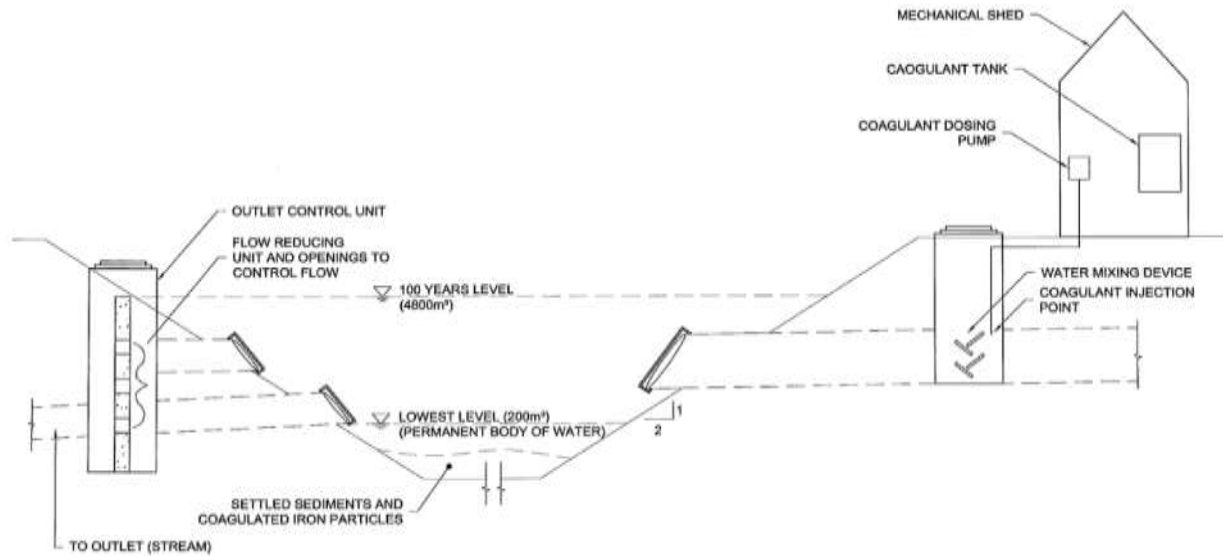 MECHANICAL SHED
CAOGULANT TANK
COAGULANT DOSING
PUMP
OUTLET CONTROL UNIT
FLOW REDUCING
UNIT AND OPENINGS TO
CONTROL FLOW
WATER MIXING DEVICE
COAGULANT INJECTION
POINT
100 YEARS LEVEL
(4800m³)
LOWEST LEVEL (200m³)
(PERMANENT BODY OF WATER)
1
2
SETTLED SEDIMENTS AND
COAGULATED IRON PARTICLES
TO OUTLET (STREAM)